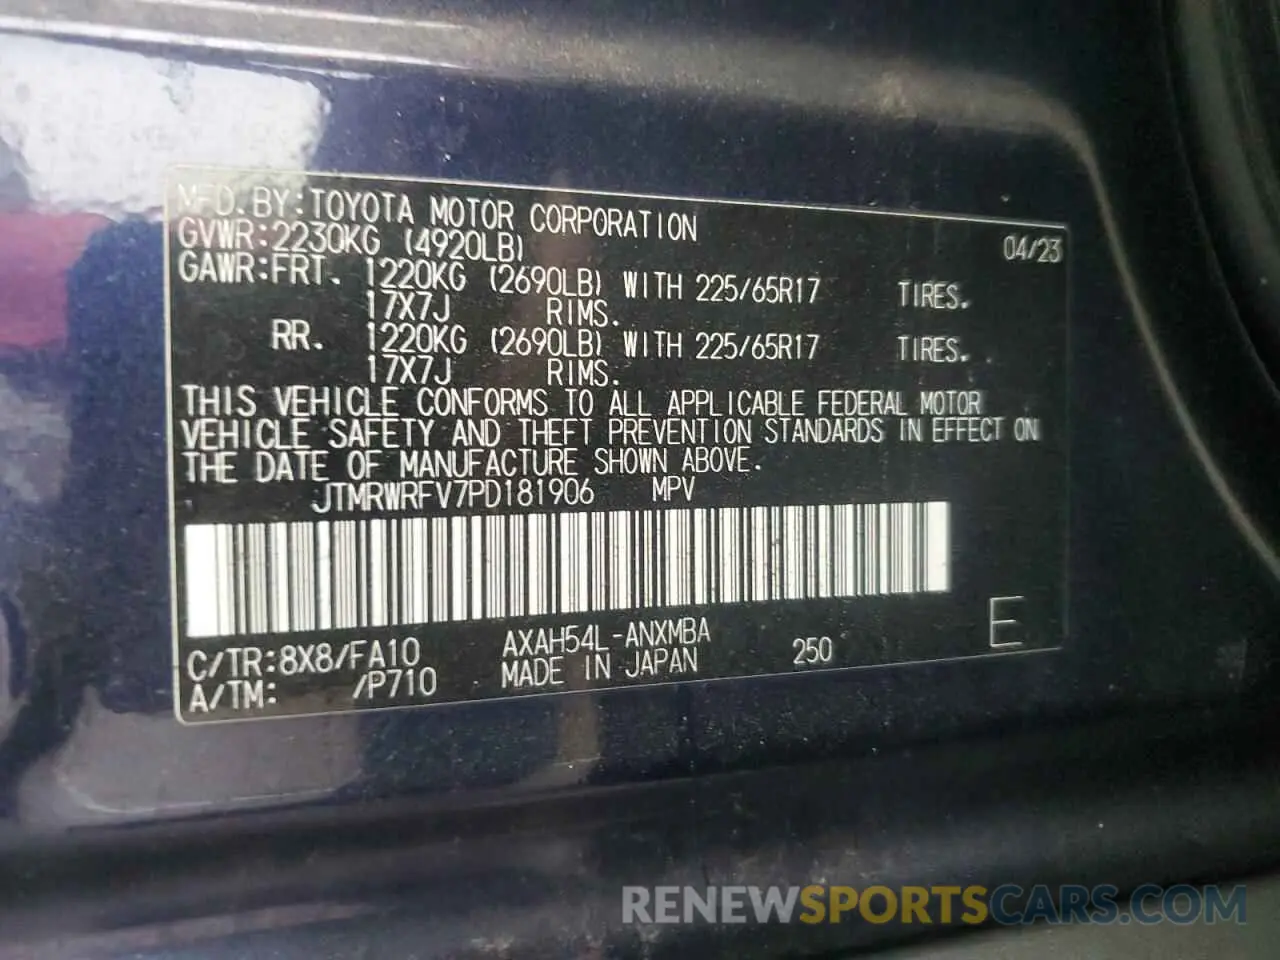 MFD.BY:TOYOTA MOTOR CORPORATION 04/23
GVWR:2230KG (4920LB)
GAWR:FRT. 1220KG (2690LB) WITH 225/65R17 TIRES.
17X7J RIMS.
RR. 1220KG (2690LB) WITH 225/65R17 TIRES.
17X7J RIMS.
THIS VEHICLE CONFORMS TO ALL APPLICABLE FEDERAL MOTOR
VEHICLE SAFETY AND THEFT PREVENTION STANDARDS IN EFFECT ON
THE DATE OF MANUFACTURE SHOWN ABOVE.
JTMRWRFV7PD181906 MPV
C/TR:8X8/FA10 AXAH54L-ANXMBA 250 E
A/TM: /P710 MADE IN JAPAN
RENEWSPORTSCARS.COM